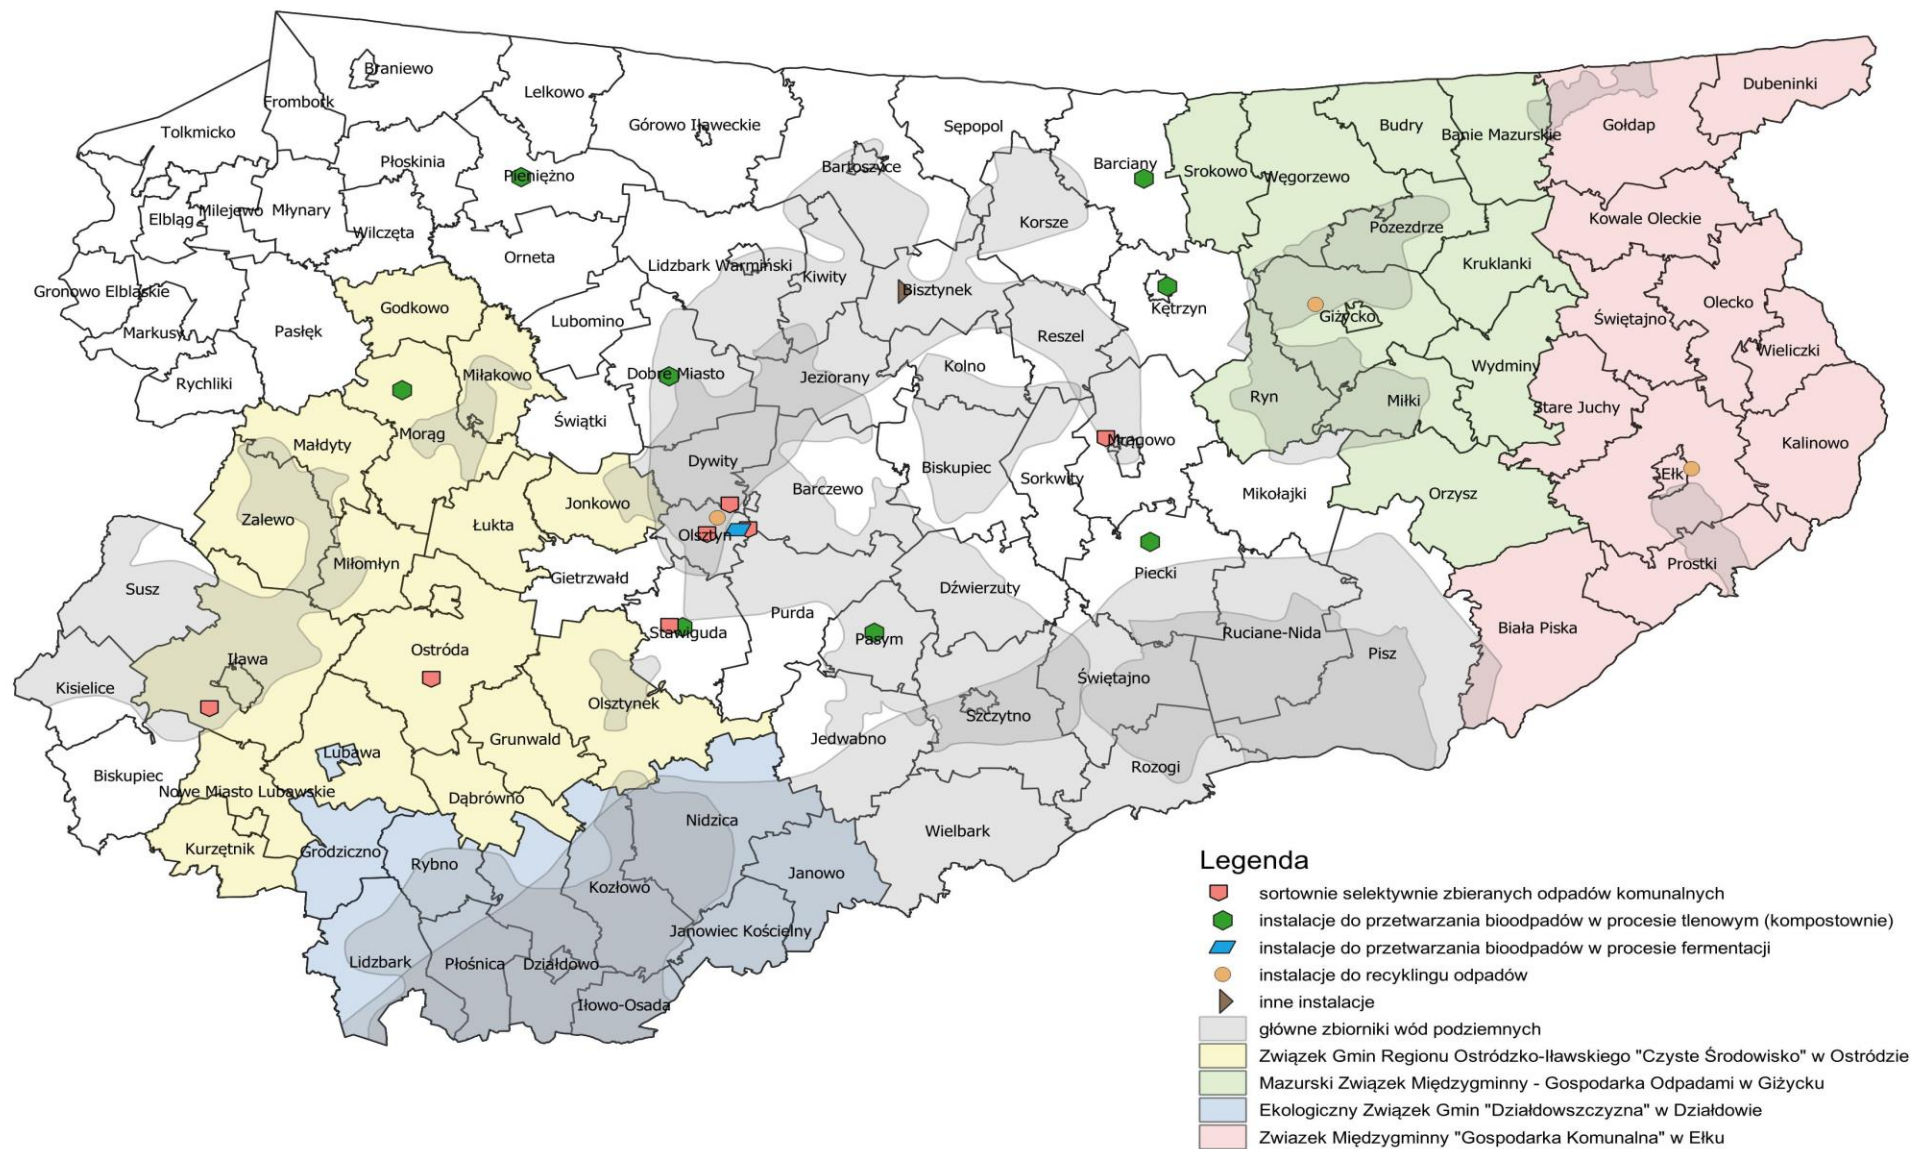 Braniewo
Lelkowo
Dubeninki
Frombork
Tolkmicko
Górowo Iławeckie
Sępopol
Budry
Banie Mazurskie
Gołdap
Płoskinia
Pieniężno
Bartoszyce
Barciany
Srokowo
Węgorzewo
Elbląg
Milejewo
Młynary
Wilczęta
Korsze
Pozezdrze
Kowale Oleckie
Orneta
Lidzbark Warmiński
Kiwity
Kruklanki
Gronowo Elbląskie
Bisztynek
Olecko
Godkowo
Kętrzyn
Markusy
Pasłęk
Lubomino
Giżycko
Świętajno
Reszel
Wieliczki
Rychliki
Miłakowo
Dobre Miasto
Jeziorany
Kolno
Wydminy
Ryn
Miłki
Stare Juchy
Świątki
Małdyty
Morąg
Mrągowo
Kalinowo
Dywity
Biskupiec
Sorkwity
Ełk
Barczewo
Mikołajki
Orzysz
Jonkowo
Zalewo
Łukta
Olsztyn
Miłomłyn
Prostki
Gietrzwałd
Piecki
Susz
Dźwierzuty
Purda
Stawiguda
Pasym
Ruciane-Nida
Biała Piska
Ostróda
Pisz
Iława
Kisielice
Świętajno
Olsztynek
Szczytno
Grunwald
Jedwabno
Lubawa
Rozogi
Biskupiec
Nowe Miasto Lubawskie
Dąbrówno
Nidzica
Wielbark
Kurzętnik
Grodziczno
Rybno
Janowo
Kozłowo
Janowiec Kościelny
Lidzbark
Płośnica
Działdowo
Iłowo-Osada
Legenda
sortownie selektywnie zbieranych odpadów komunalnych
instalacje do przetwarzania bioodpadów w procesie tlenowym (kompostownie)
instalacje do przetwarzania bioodpadów w procesie fermentacji
instalacje do recyklingu odpadów
inne instalacje
główne zbiorniki wód podziemnych
Związek Gmin Regionu Ostródzko-Iławskiego "Czyste Środowisko" w Ostródzie
Mazurski Związek Międzygminny - Gospodarka Odpadami w Giżycku
Ekologiczny Związek Gmin "Działdowszczyzna" w Działdowie
Zwiazek Międzygminny "Gospodarka Komunalna" w Ełku